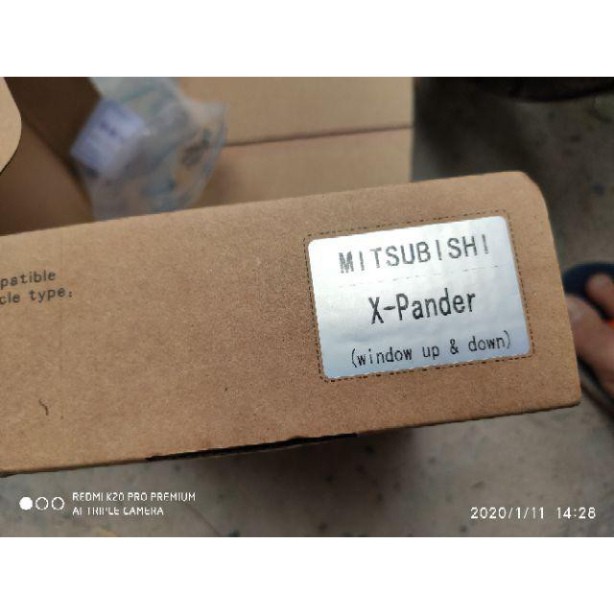 patible
cle type:
MITSUBISHI
X-Pander
(window up & down)
REDMI K20 PRO PREMIUM
AI TRIPLE CAMERA
2020/1/11 14:28